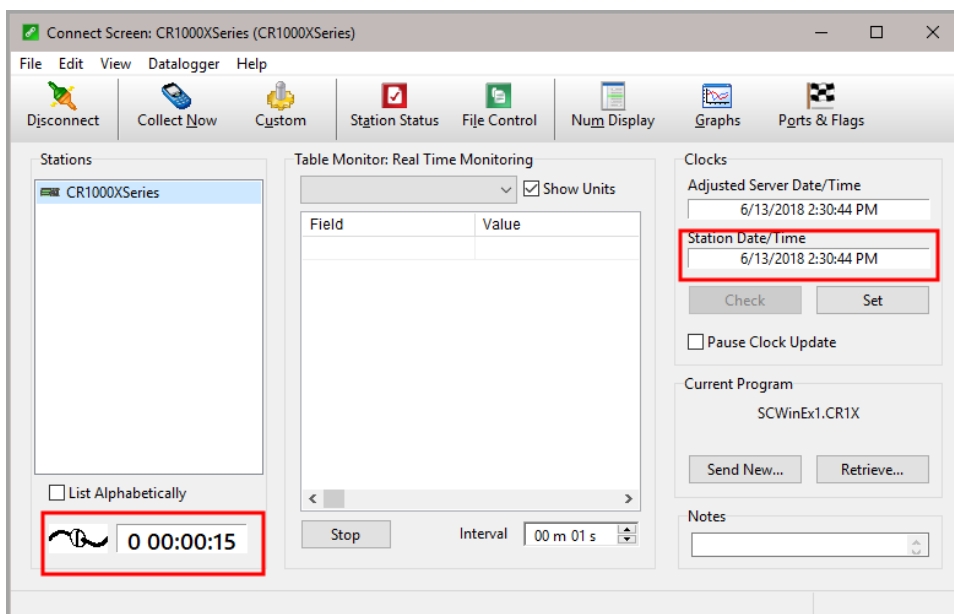 Connect Screen: CR1000XSeries (CR1000XSeries)
File Edit View Datalogger Help
Disconnect Collect Now Custom Station Status File Control Num Display Graphs Ports & Flags
Stations
CR1000XSeries
List Alphabetically
0 00:00:15
Table Monitor: Real Time Monitoring
Show Units
Field Value
Stop Interval 00 m 01 s
Clocks
Adjusted Server Date/Time
6/13/2018 2:30:44 PM
Station Date/Time
6/13/2018 2:30:44 PM
Check Set
Pause Clock Update
Current Program
SCWinEx1.CR1X
Send New... Retrieve...
Notes